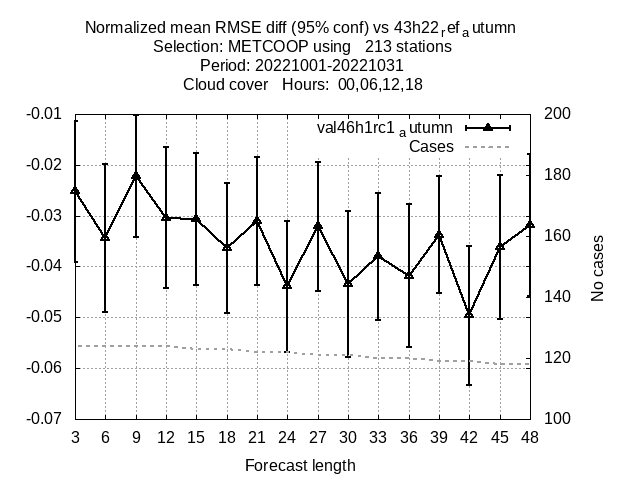 Normalized mean RMSE diff (95% conf) vs 43h22refautumn
Selection: METCOOP using 213 stations
Period: 20221001-20221031
Cloud cover Hours: 00,06,12,18
val46h1rc1autumn
Cases
-0.01
-0.02
-0.03
-0.04
-0.05
-0.06
-0.07
200
180
160
140
120
100
No cases
3 6 9 12 15 18 21 24 27 30 33 36 39 42 45 48
Forecast length